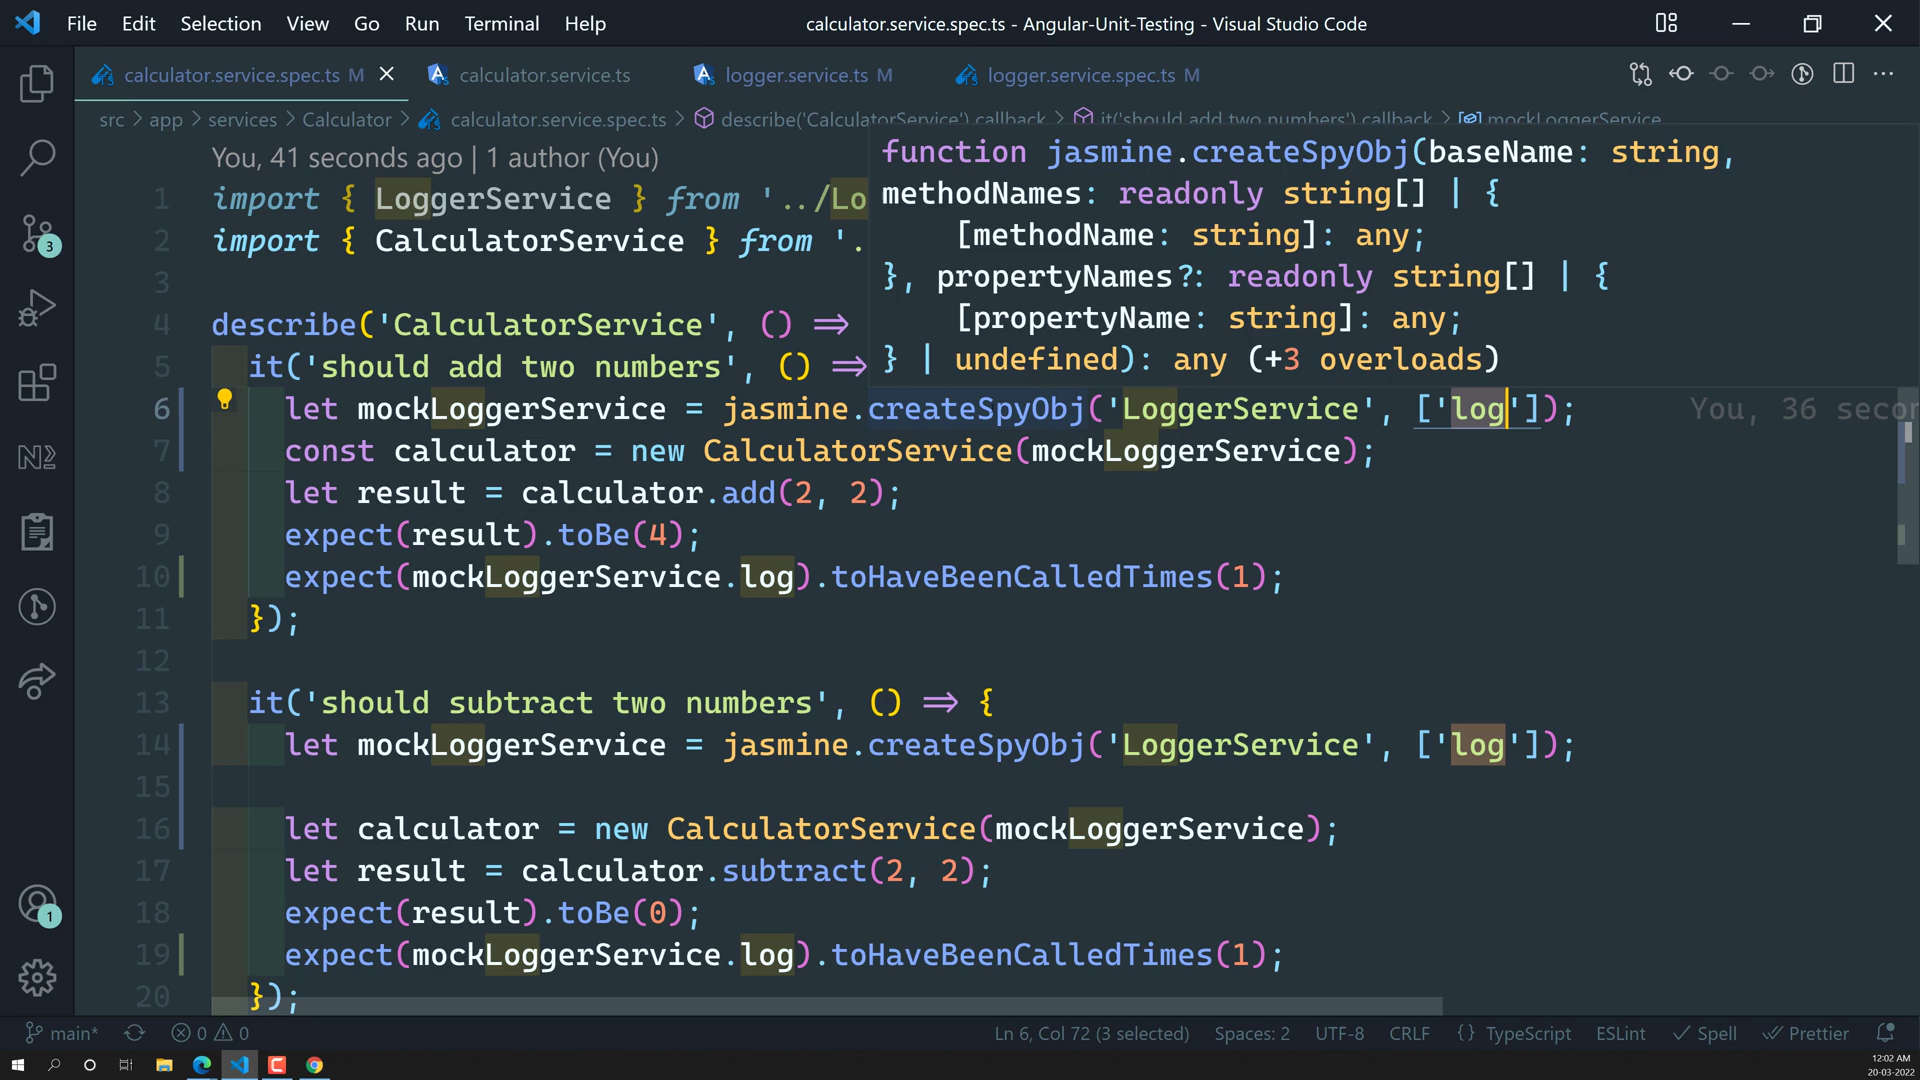 File Edit Selection View Go Run Terminal Help
calculator.service.spec.ts - Angular-Unit-Testing - Visual Studio Code
calculator.service.spec.ts M calculator.service.ts logger.service.ts M logger.service.spec.ts M
src > app > services > Calculator > calculator.service.spec.ts > describe('CalculatorService') callback > it('should add two numbers') callback > mockLoggerService
You, 41 seconds ago | 1 author (You)
function jasmine.createSpyObj(baseName: string,
methodNames: readonly string[] | {
[methodName: string]: any;
}, propertyNames?: readonly string[] | {
[propertyName: string]: any;
} | undefined): any (+3 overloads)
1 import { LoggerService } from '../Lo
2 import { CalculatorService } from '.
3
4 describe('CalculatorService', () =>
5 it('should add two numbers', () =>
6 let mockLoggerService = jasmine.createSpyObj('LoggerService', ['log']); You, 36 secon
7 const calculator = new CalculatorService(mockLoggerService);
8 let result = calculator.add(2, 2);
9 expect(result).toBe(4);
10 expect(mockLoggerService.log).toHaveBeenCalledTimes(1);
11 });
12
13 it('should subtract two numbers', () => {
14 let mockLoggerService = jasmine.createSpyObj('LoggerService', ['log']);
15
16 let calculator = new CalculatorService(mockLoggerService);
17 let result = calculator.subtract(2, 2);
18 expect(result).toBe(0);
19 expect(mockLoggerService.log).toHaveBeenCalledTimes(1);
20 });
3
1
main* 0 0 Ln 6, Col 72 (3 selected) Spaces: 2 UTF-8 CRLF {} TypeScript ESLint Spell Prettier
12:02 AM
20-03-2022